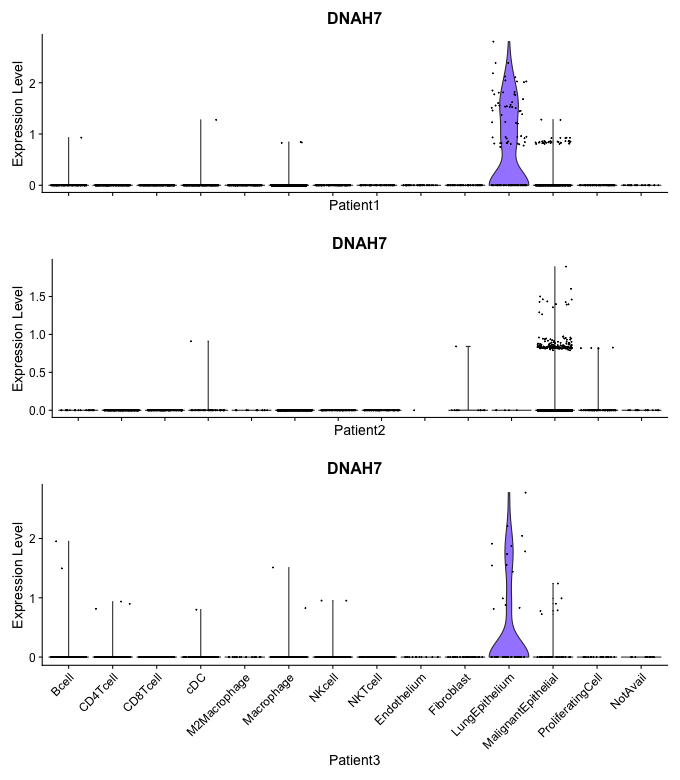 DNAH7
Expression Level
2
1
0
Patient1
DNAH7
Expression Level
1.5
1.0
0.5
0.0
Patient2
DNAH7
Expression Level
2
1
0
Bcell
CD4Tcell
CD8Tcell
cDC
M2Macrophage
Macrophage
NKcell
NKTcell
Endothelium
Fibroblast
LungEpithelium
MalignantEpithelial
ProliferatingCell
NotAvail
Patient3